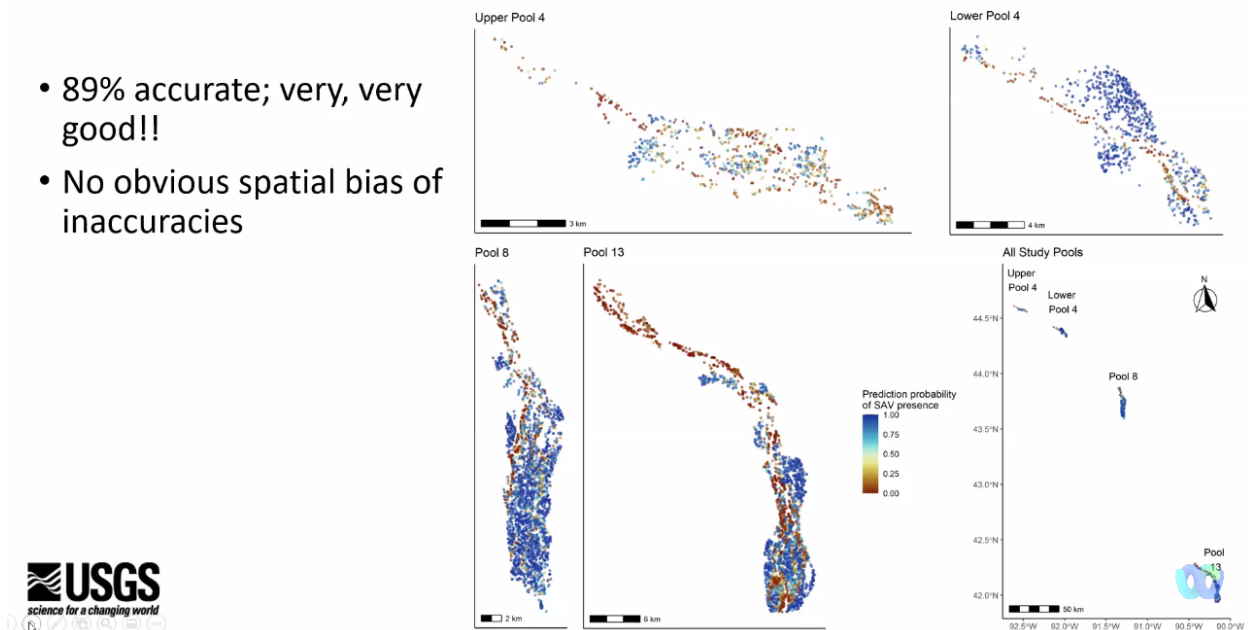 • 89% accurate; very, very
good!!
• No obvious spatial bias of
inaccuracies
Upper Pool 4
3 km
Lower Pool 4
4 km
Pool 8
2 km
Pool 13
6 km
Prediction probability
of SAV presence
1.00
0.75
0.50
0.25
0.00
All Study Pools
Upper
Pool 4
Lower
Pool 4
N
Pool 8
Pool
13
44.5°N
44.0°N
43.5°N
43.0°N
42.5°N
42.0°N
50 km
92.5°W 92.0°W 91.5°W 91.0°W 90.5°W 90.0°W
USGS
science for a changing world